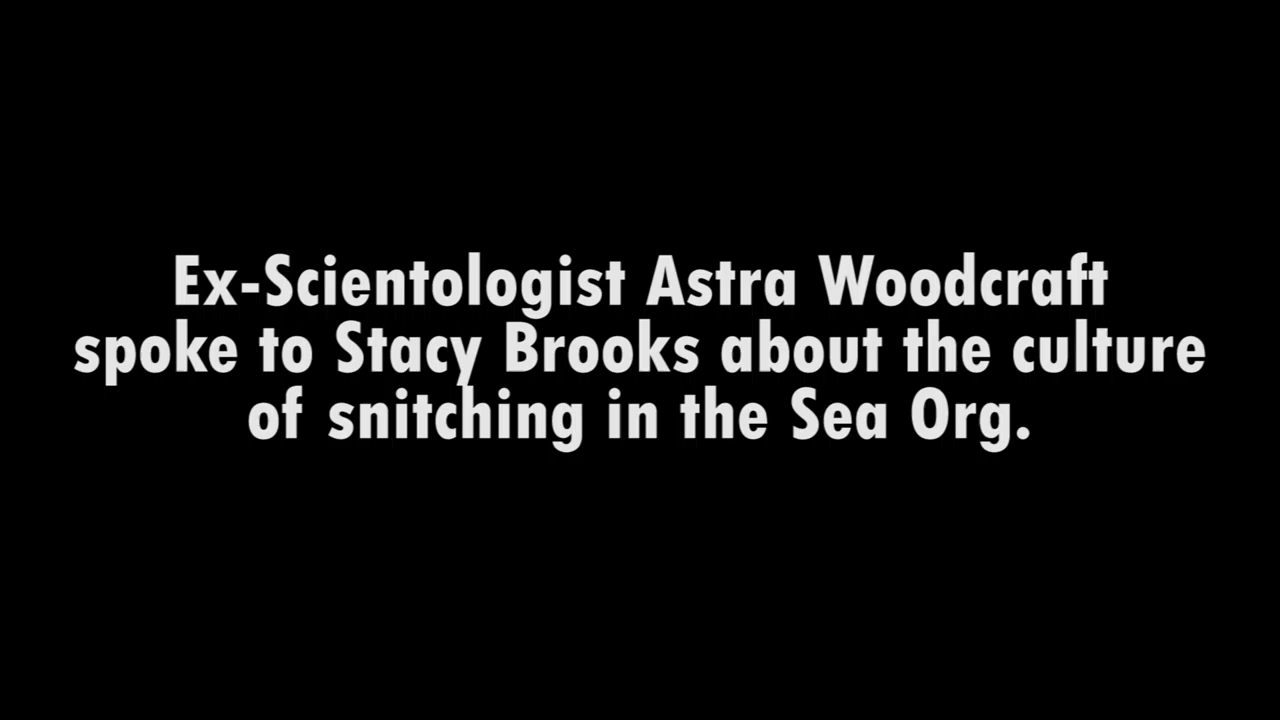 Ex-Scientologist Astra Woodcraft
spoke to Stacy Brooks about the culture
of snitching in the Sea Org.